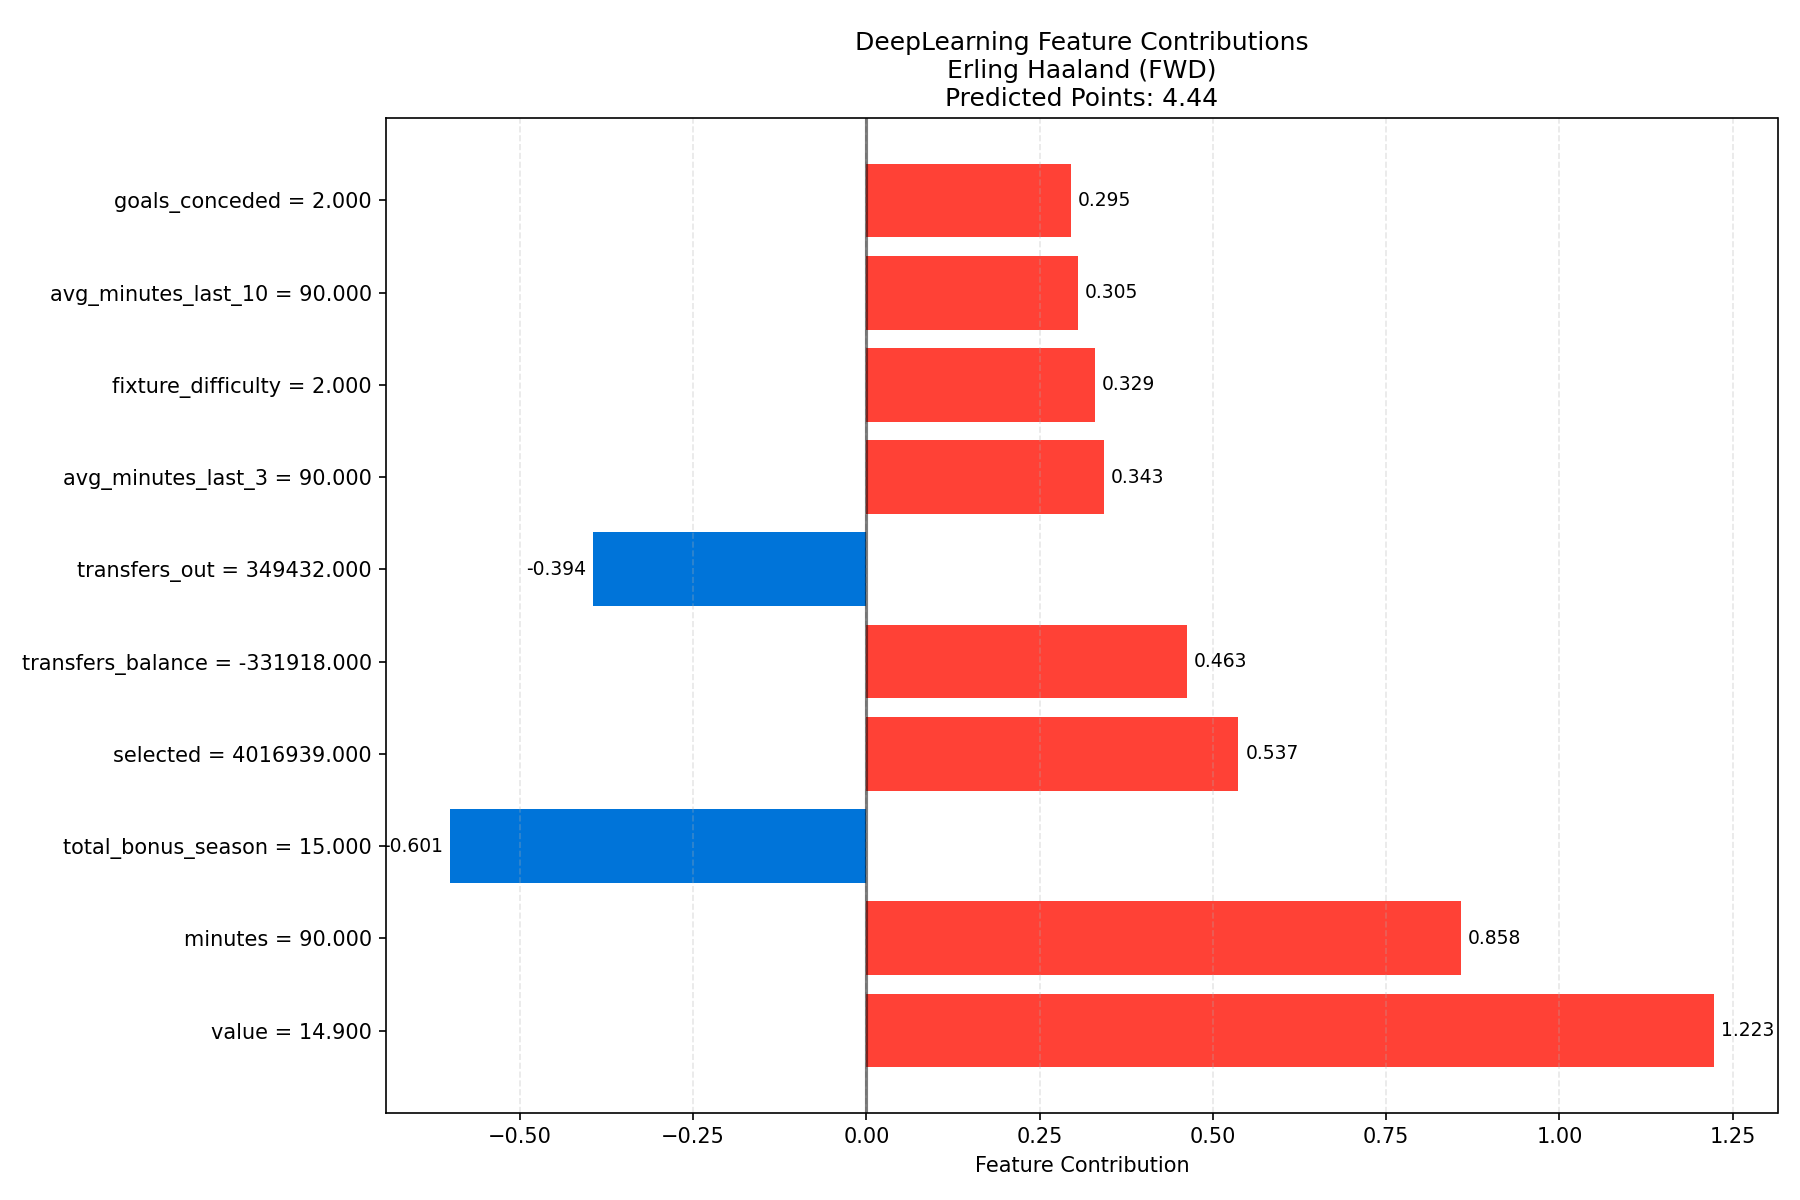 DeepLearning Feature Contributions
Erling Haaland (FWD)
Predicted Points: 4.44
goals_conceded = 2.000
0.295
avg_minutes_last_10 = 90.000
0.305
fixture_difficulty = 2.000
0.329
avg_minutes_last_3 = 90.000
0.343
transfers_out = 349432.000
-0.394
transfers_balance = -331918.000
0.463
selected = 4016939.000
0.537
total_bonus_season = 15.000
-0.601
minutes = 90.000
0.858
value = 14.900
1.223
−0.50 −0.25 0.00 0.25 0.50 0.75 1.00 1.25
Feature Contribution